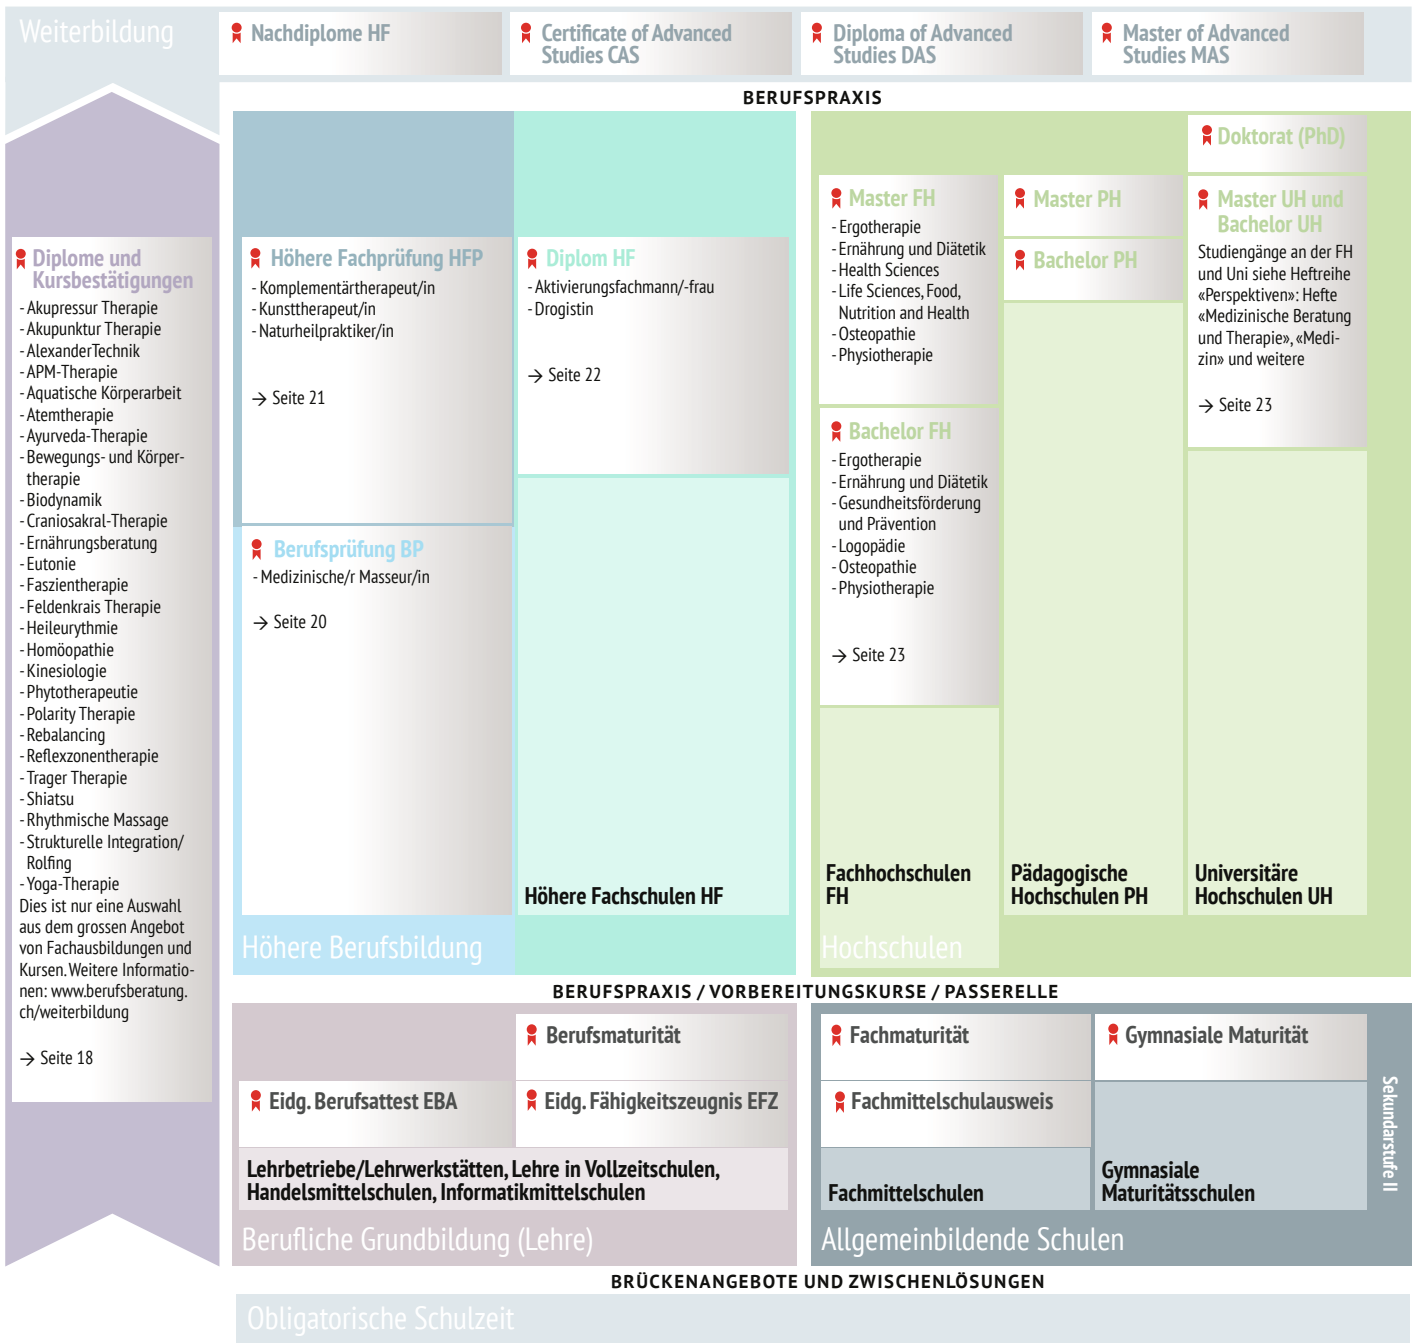 Weiterbildung
Nachdiplome HF
Certificate of Advanced
Studies CAS
Diploma of Advanced
Studies DAS
Master of Advanced
Studies MAS
BERUFSPRAXIS
Diplome und
Kursbestätigungen
- Akupressur Therapie
- Akupunktur Therapie
- AlexanderTechnik
- APM-Therapie
- Aquatische Körperarbeit
- Atemtherapie
- Ayurveda-Therapie
- Bewegungs- und Körper-
therapie
- Biodynamik
- Craniosakral-Therapie
- Ernährungsberatung
- Eutonie
- Faszientherapie
- Feldenkrais Therapie
- Heileurythmie
- Homöopathie
- Kinesiologie
- Phytotherapeutie
- Polarity Therapie
- Rebalancing
- Reflexzonentherapie
- Trager Therapie
- Shiatsu
- Rhythmische Massage
- Strukturelle Integration/
Rolfing
- Yoga-Therapie
Dies ist nur eine Auswahl
aus dem grossen Angebot
von Fachausbildungen und
Kursen. Weitere Informatio-
nen: www.berufsberatung.
ch/weiterbildung
→ Seite 18
Höhere Fachprüfung HFP
- Komplementärtherapeut/in
- Kunsttherapeut/in
- Naturheilpraktiker/in
→ Seite 21
Berufsprüfung BP
- Medizinische/r Masseur/in
→ Seite 20
Diplom HF
- Aktivierungsfachmann/-frau
- Drogistin
→ Seite 22
Höhere Fachschulen HF
Höhere Berufsbildung
Master FH
- Ergotherapie
- Ernährung und Diätetik
- Health Sciences
- Life Sciences, Food,
Nutrition and Health
- Osteopathie
- Physiotherapie
Bachelor FH
- Ergotherapie
- Ernährung und Diätetik
- Gesundheitsförderung
und Prävention
- Logopädie
- Osteopathie
- Physiotherapie
→ Seite 23
Fachhochschulen
FH
Master PH
Bachelor PH
Pädagogische
Hochschulen PH
Doktorat (PhD)
Master UH und
Bachelor UH
Studiengänge an der FH
und Uni siehe Heftreihe
«Perspektiven»: Hefte
«Medizinische Beratung
und Therapie», «Medi-
zin» und weitere
→ Seite 23
Universitäre
Hochschulen UH
Hochschulen
BERUFSPRAXIS / VORBEREITUNGSKURSE / PASSERELLE
Berufsmaturität
Eidg. Berufsattest EBA
Eidg. Fähigkeitszeugnis EFZ
Lehrbetriebe/Lehrwerkstätten, Lehre in Vollzeitschulen,
Handelsmittelschulen, Informatikmittelschulen
Berufliche Grundbildung (Lehre)
Fachmaturität
Gymnasiale Maturität
Fachmittelschulausweis
Fachmittelschulen
Gymnasiale
Maturitätsschulen
Allgemeinbildende Schulen
Sekundarstufe II
BRÜCKENANGEBOTE UND ZWISCHENLÖSUNGEN
Obligatorische Schulzeit